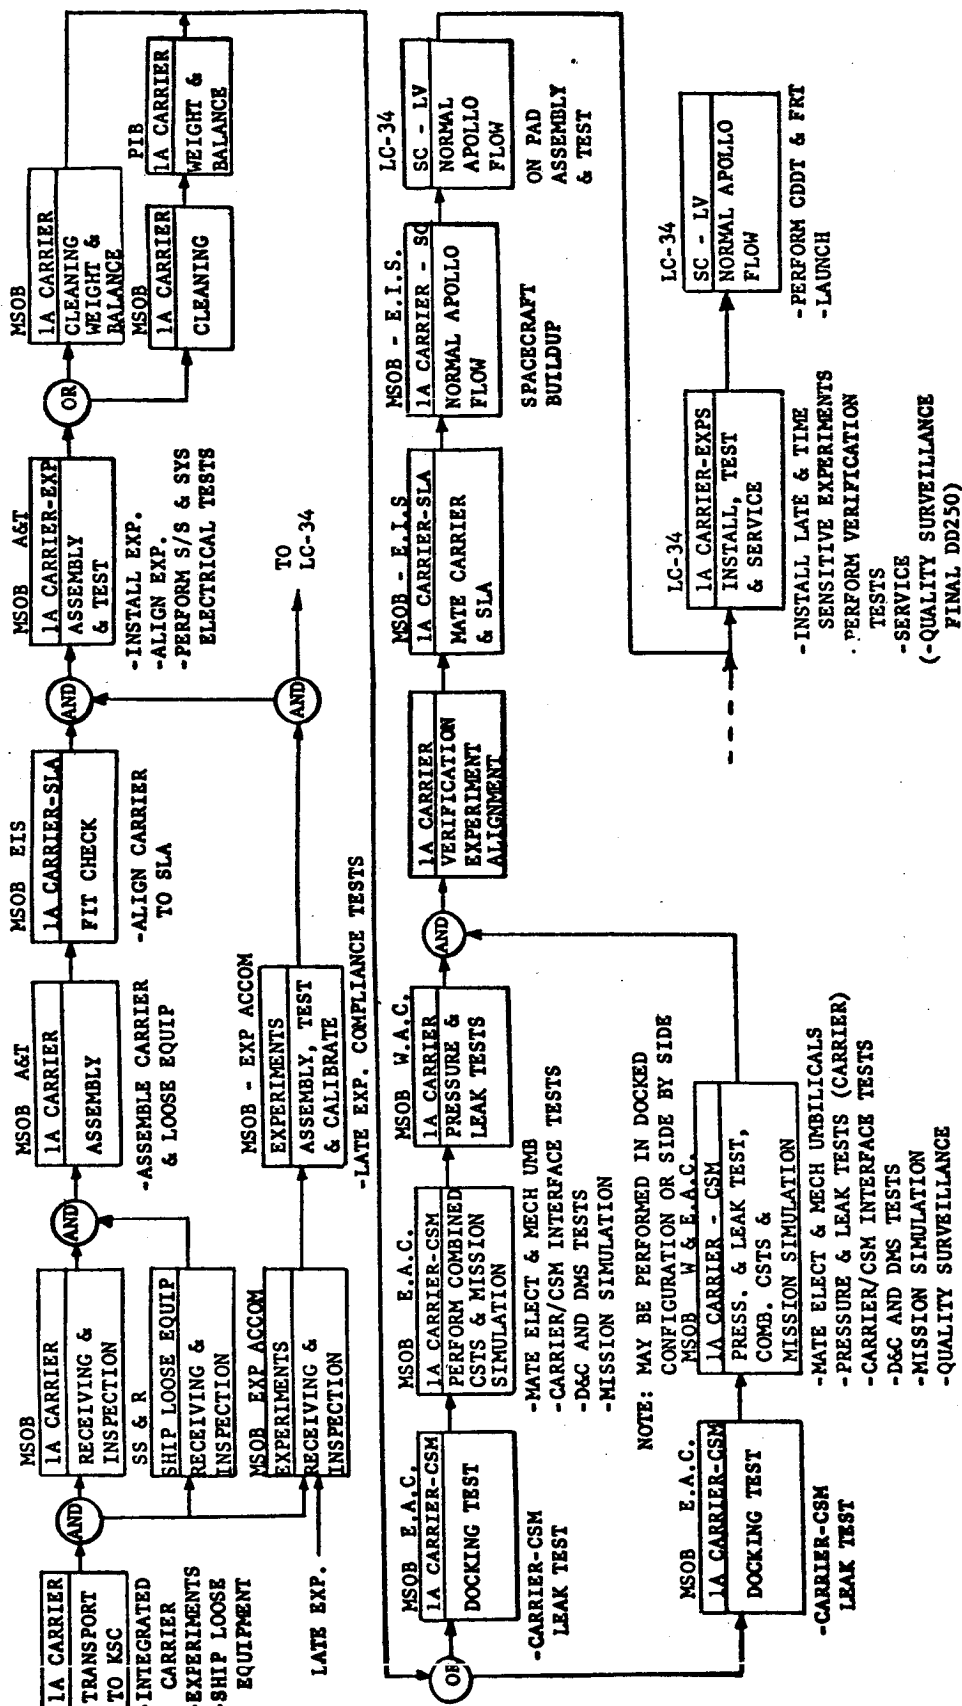 1A CARRIER
TRANSPORT
TO KSC
-INTEGRATED
CARRIER
-EXPERIMENTS
-SHIP LOOSE
EQUIPMENT
LATE EXP.
AND
MSOB
1A CARRIER
RECEIVING &
INSPECTION
SS & R
SHIP LOOSE EQUIP
RECEIVING &
INSPECTION
MSOB EXP ACCOM
EXPERIMENTS
RECEIVING &
INSPECTION
AND
MSOB A&T
1A CARRIER
ASSEMBLY
-ASSEMBLE CARRIER
& LOOSE EQUIP
MSOB - EXP ACCOM
EXPERIMENTS
ASSEMBLY, TEST
& CALIBRATE
-LATE EXP. COMPLIANCE TESTS
MSOB EIS
1A CARRIER-SLA
FIT CHECK
-ALIGN CARRIER
TO SLA
AND
AND
TO
LC-34
MSOB A&T
1A CARRIER-EXP
ASSEMBLY
& TEST
-INSTALL EXP.
-ALIGN EXP.
-PERFORM S/S & SYS
ELECTRICAL TESTS
OR
MSOB
1A CARRIER
CLEANING
WEIGHT &
BALANCE
MSOB
1A CARRIER
CLEANING
PIB
1A CARRIER
WEIGHT &
BALANCE
OR
MSOB E.A.C.
1A CARRIER-CSM
DOCKING TEST
-CARRIER-CSM
LEAK TEST
MSOB E.A.C.
1A CARRIER-CSM
PERFORM COMBINED
CSTS & MISSION
SIMULATION
-MATE ELECT & MECH UMB
-CARRIER/CSM INTERFACE TESTS
-D&C AND DMS TESTS
-MISSION SIMULATION
MSOB W.A.C.
1A CARRIER
PRESSURE &
LEAK TESTS
AND
1A CARRIER
VERIFICATION
EXPERIMENT
ALIGNMENT
MSOB - E.I.S
1A CARRIER-SLA
MATE CARRIER
& SLA
MSOB - E.I.S.
1A CARRIER - SC
NORMAL APOLLO
FLOW
SPACECRAFT
BUILDUP
LC-34
SC - LV
NORMAL
APOLLO
FLOW
ON PAD
ASSEMBLY
& TEST
MSOB E.A.C.
1A CARRIER-CSM
DOCKING TEST
-CARRIER-CSM
LEAK TEST
NOTE: MAY BE PERFORMED IN DOCKED
CONFIGURATION OR SIDE BY SIDE
MSOB W & E.A.C.
1A CARRIER - CSM
PRESS. & LEAK TEST,
COMB. CSTS &
MISSION SIMULATION
-MATE ELECT & MECH UMBILICALS
-PRESSURE & LEAK TESTS (CARRIER)
-CARRIER/CSM INTERFACE TESTS
-D&C AND DMS TESTS
-MISSION SIMULATION
-QUALITY SURVEILLANCE
LC-34
1A CARRIER-EXPS
INSTALL, TEST
& SERVICE
-INSTALL LATE & TIME
SENSITIVE EXPERIMENTS
.PERFORM VERIFICATION
TESTS
-SERVICE
(-QUALITY SURVEILLANCE
FINAL DD250)
LC-34
SC - LV
NORMAL APOLLO
FLOW
-PERFORM CDDT & FRT
-LAUNCH